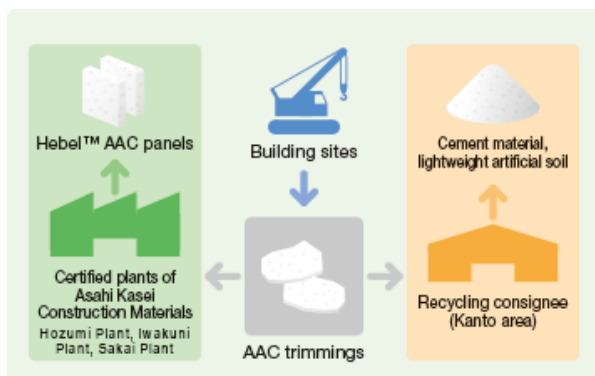 Hebel™ AAC panels
Certified plants of
Asahi Kasei
Construction Materials
Hozumi Plant, Iwakuni
Plant, Sakai Plant
Building sites
AAC trimmings
Cement material,
lightweight artificial soil
Recycling consignee
(Kanto area)